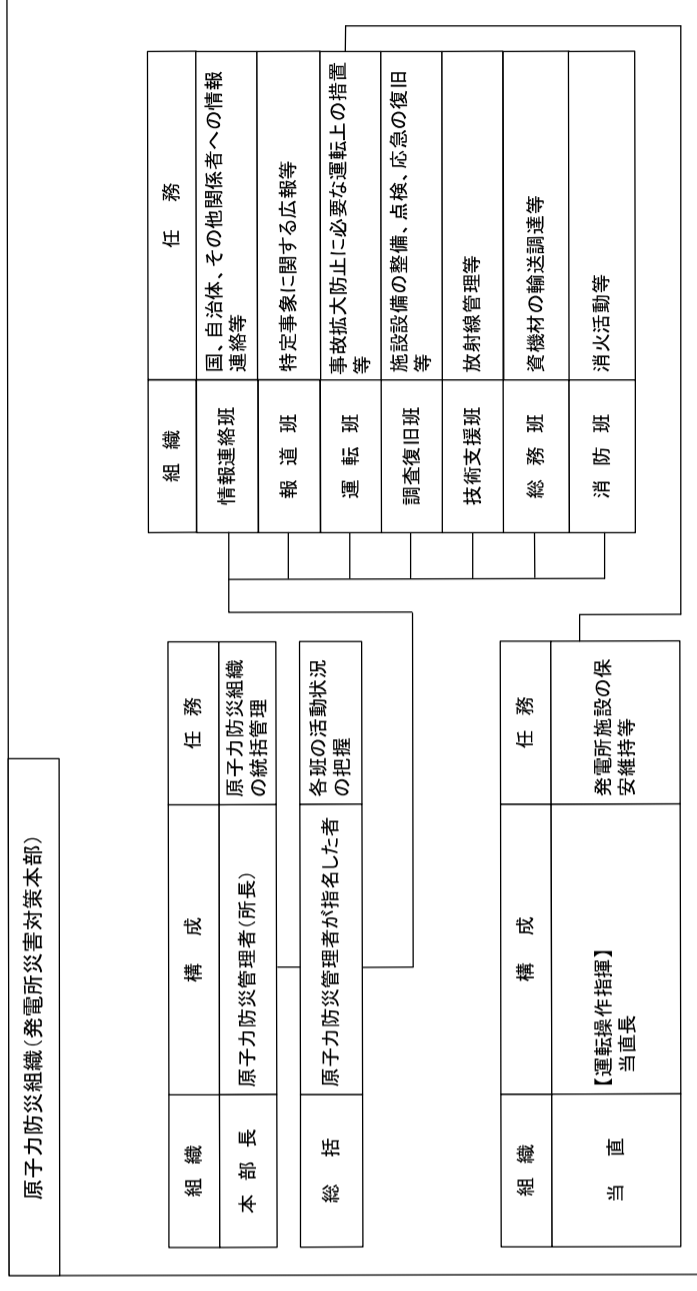 原子力防災組織(発電所災害対策本部)
組 織 構 成 任 務
本 部 長 原子力防災管理者(所長) 原子力防災組織
の統括管理
総 括 原子力防災管理者が指名した者 各班の活動状況
の把握
組 織 構 成 任 務
当 直 【運転操作指揮】
当直長
発電所施設の保
安維持等
組 織 任 務
情報連絡班 国、自治体、その他関係者への情報
連絡等
報 道 班 特定事象に関する広報等
運 転 班 事故拡大防止に必要な運転上の措置
等
調査復旧班 施設設備の整備、点検、応急の復旧
等
技術支援班 放射線管理等
総 務 班 資機材の輸送調達等
消 防 班 消火活動等